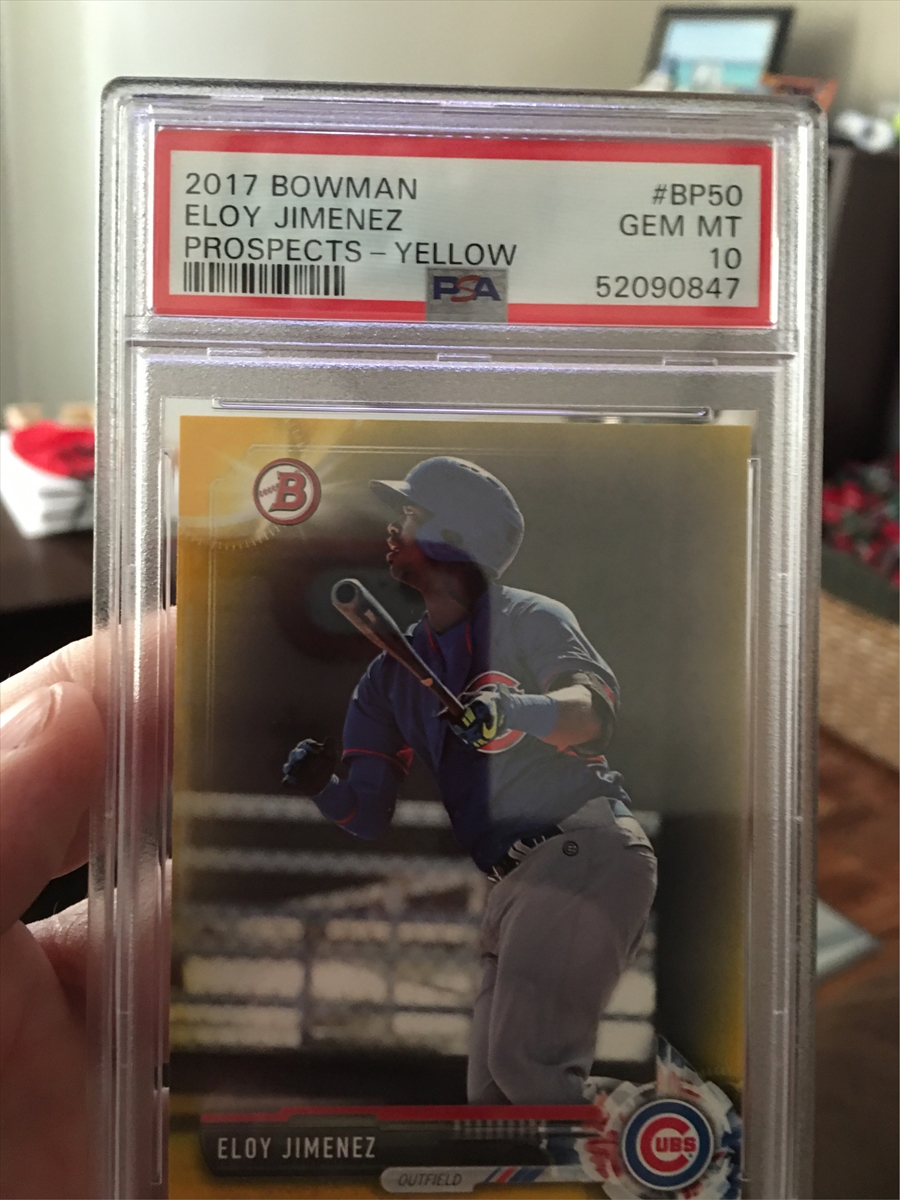 2017 BOWMAN #BP50
ELOY JIMENEZ GEM MT
PROSPECTS - YELLOW 10
PSA 52090847
B
C
ELOY JIMENEZ
OUTFIELD
CUBS